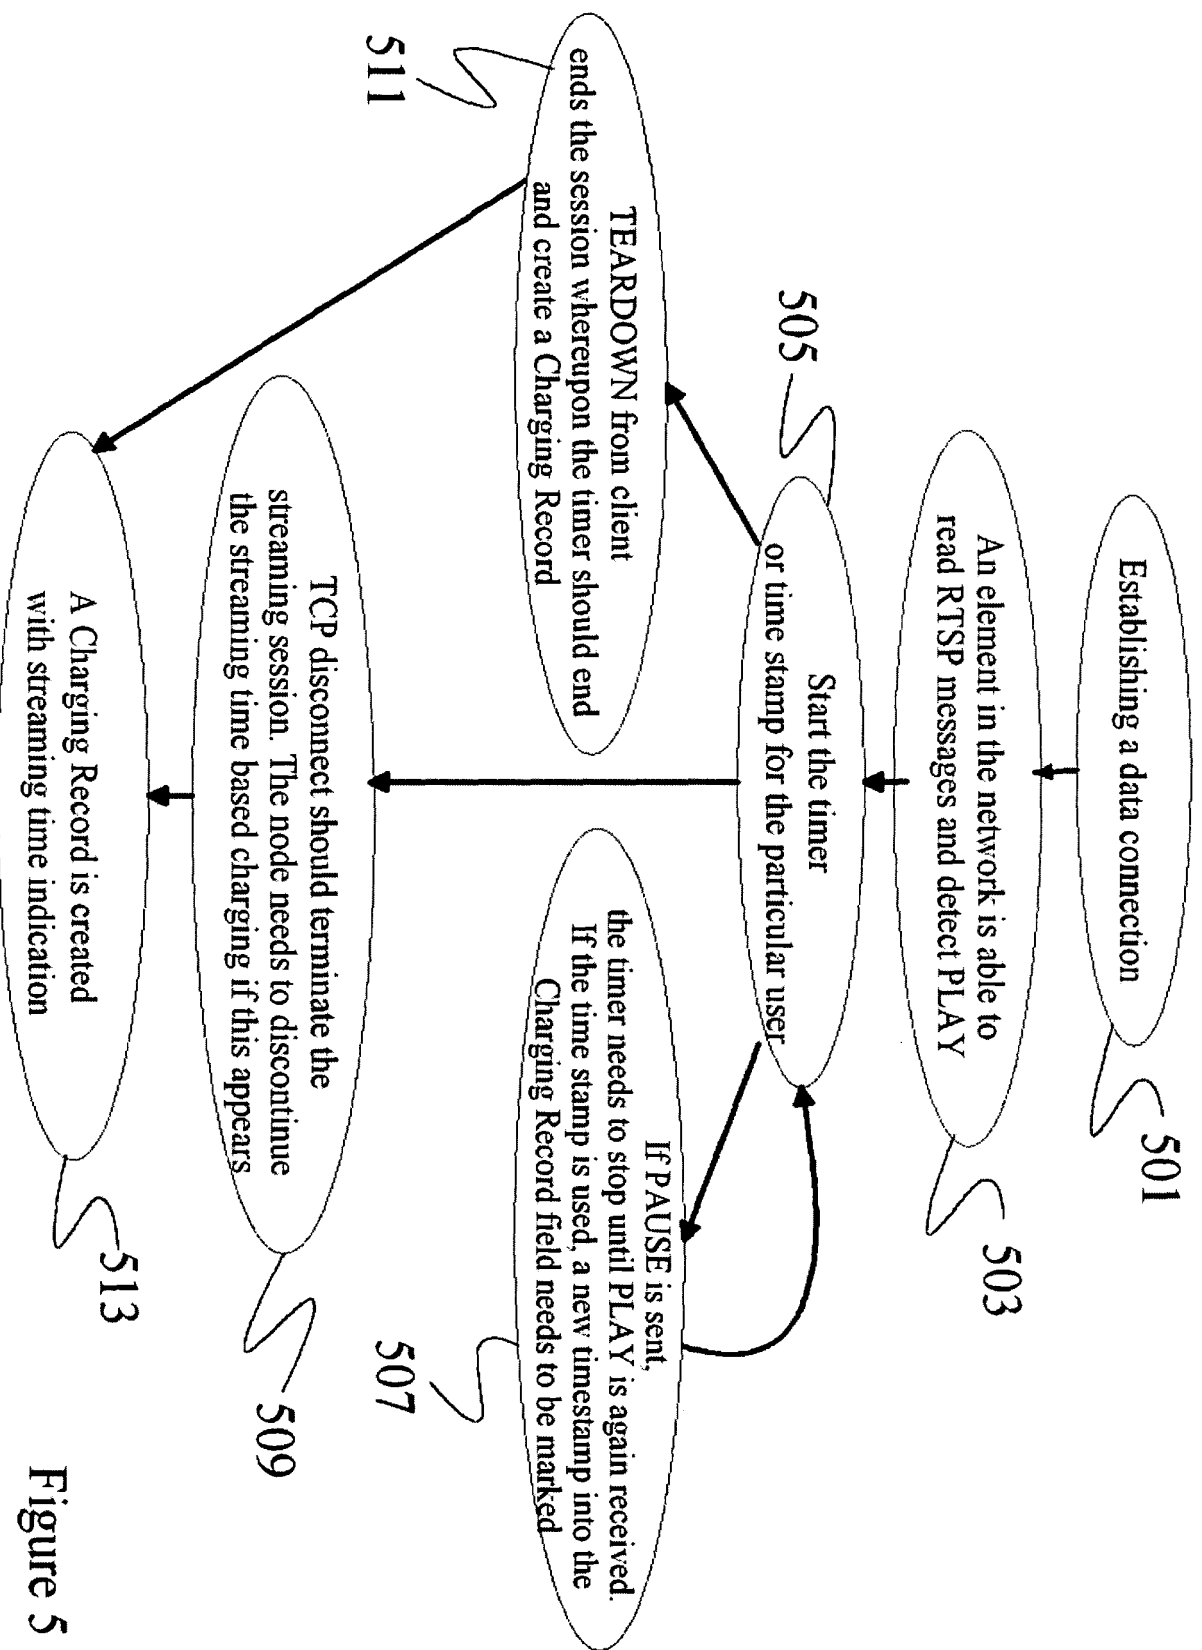 Establishing a data connection
501
An element in the network is able to
read RTSP messages and detect PLAY
503
505
Start the timer
or time stamp for the particular user
TEARDOWN from client
ends the session whereupon the timer should end
and create a Charging Record
511
If PAUSE is sent,
the timer needs to stop until PLAY is again received.
If the time stamp is used, a new timestamp into the
Charging Record field needs to be marked
507
TCP disconnect should terminate the
streaming session. The node needs to discontinue
the streaming time based charging if this appears
509
A Charging Record is created
with streaming time indication
513
Figure 5